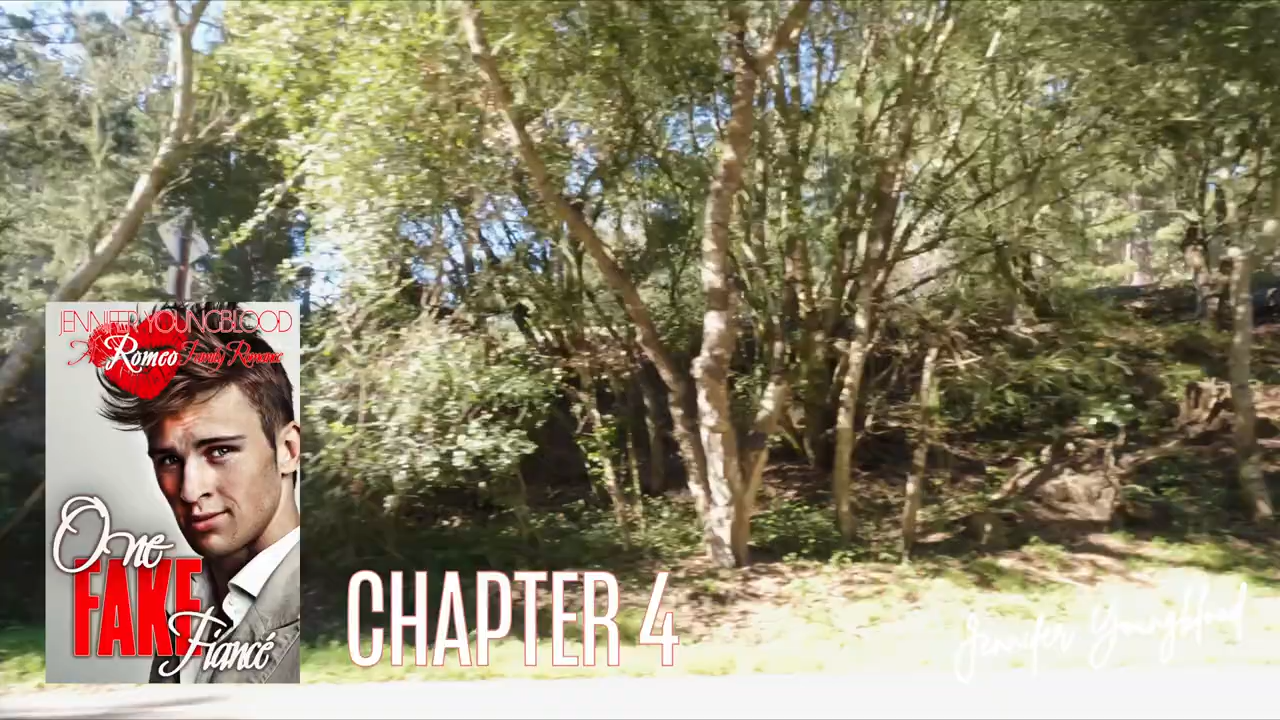 JENNIFER YOUNGBLOOD
A Romeo Family Romance
One
FAKE
Fiancé
CHAPTER 4
Jennifer Youngblood